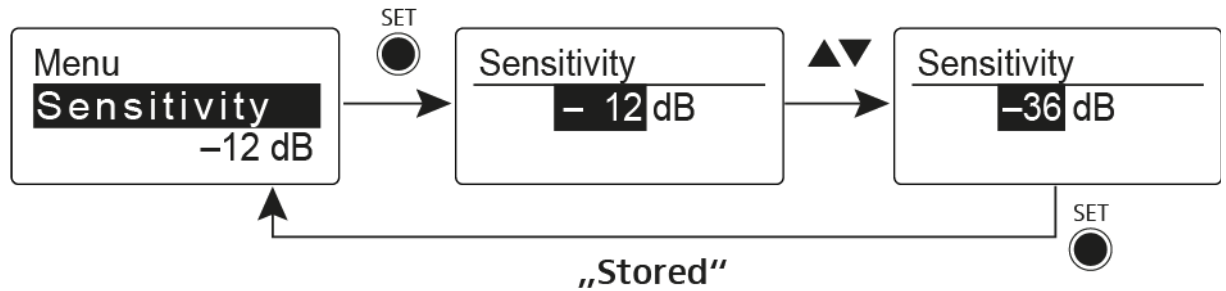 SET
Menu
Sensitivity
–12 dB
Sensitivity
– 12 dB
▲▼
Sensitivity
–36 dB
SET
„Stored“